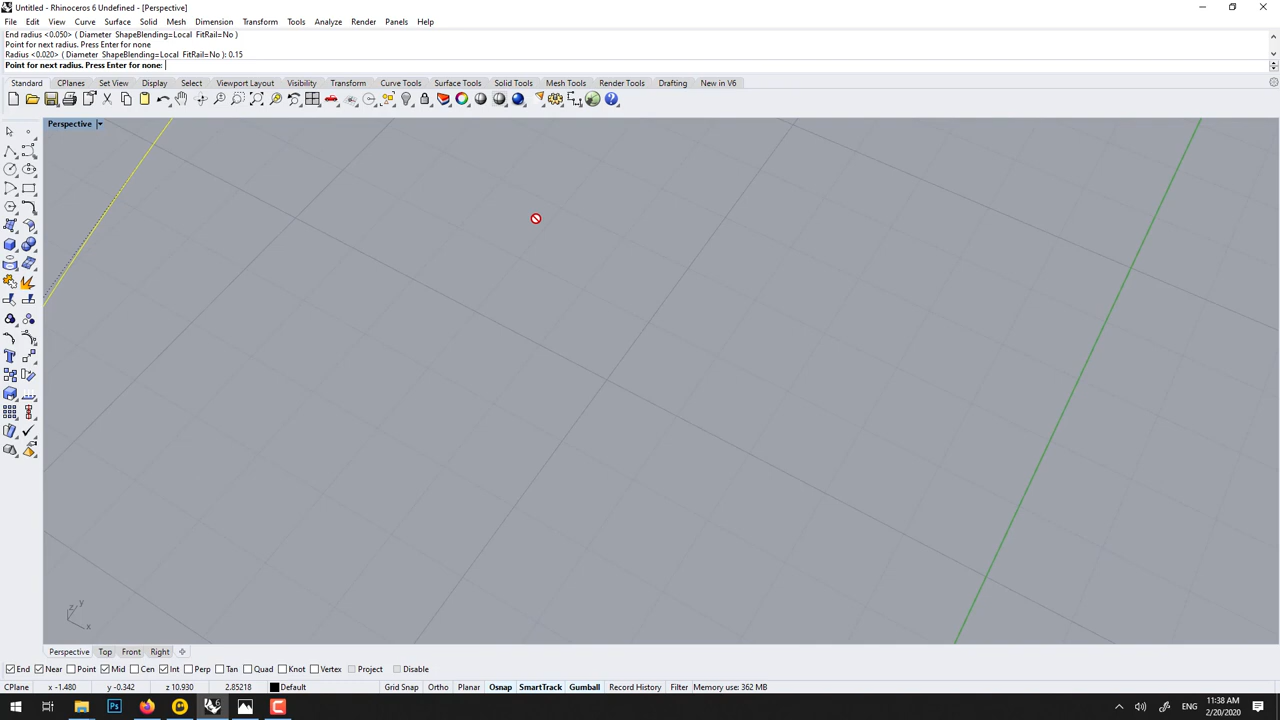 Untitled - Rhinoceros 6 Undefined - [Perspective]
File Edit View Curve Surface Solid Mesh Dimension Transform Tools Analyze Render Panels Help
End radius <0.050> ( Diameter ShapeBlending=Local FitRail=No )
Point for next radius. Press Enter for none
Radius <0.020> ( Diameter ShapeBlending=Local FitRail=No ): 0.15
Point for next radius. Press Enter for none:
Standard CPlanes Set View Display Select Viewport Layout Visibility Transform Curve Tools Surface Tools Solid Tools Mesh Tools Render Tools Drafting New in V6
Perspective
z y
x
Perspective Top Front Right
End Near Point Mid Cen Int Perp Tan Quad Knot Vertex Project Disable
CPlane x -1.480 y -0.342 z 10.930 2.85218 Default Grid Snap Ortho Planar Osnap SmartTrack Gumball Record History Filter Memory use: 362 MB
Ps
ENG
11:38 AM
2/20/2020